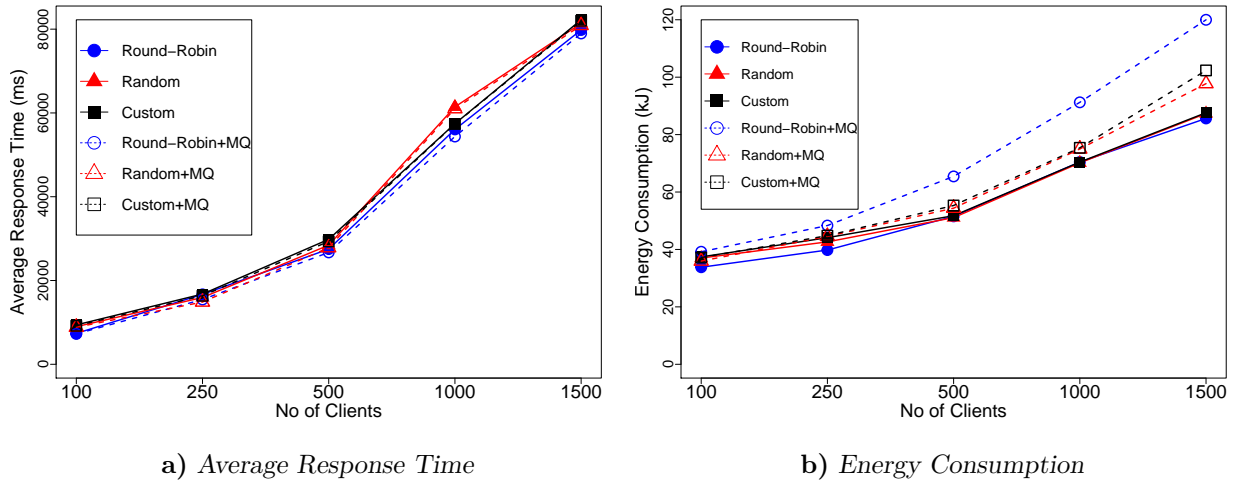 Average Response Time (ms)
0
20000
40000
60000
80000
Round−Robin
Random
Custom
Round−Robin+MQ
Random+MQ
Custom+MQ
100
250
500
1000
1500
No of Clients
a) Average Response Time
Energy Consumption (kJ)
0
20
40
60
80
100
120
Round−Robin
Random
Custom
Round−Robin+MQ
Random+MQ
Custom+MQ
100
250
500
1000
1500
No of Clients
b) Energy Consumption